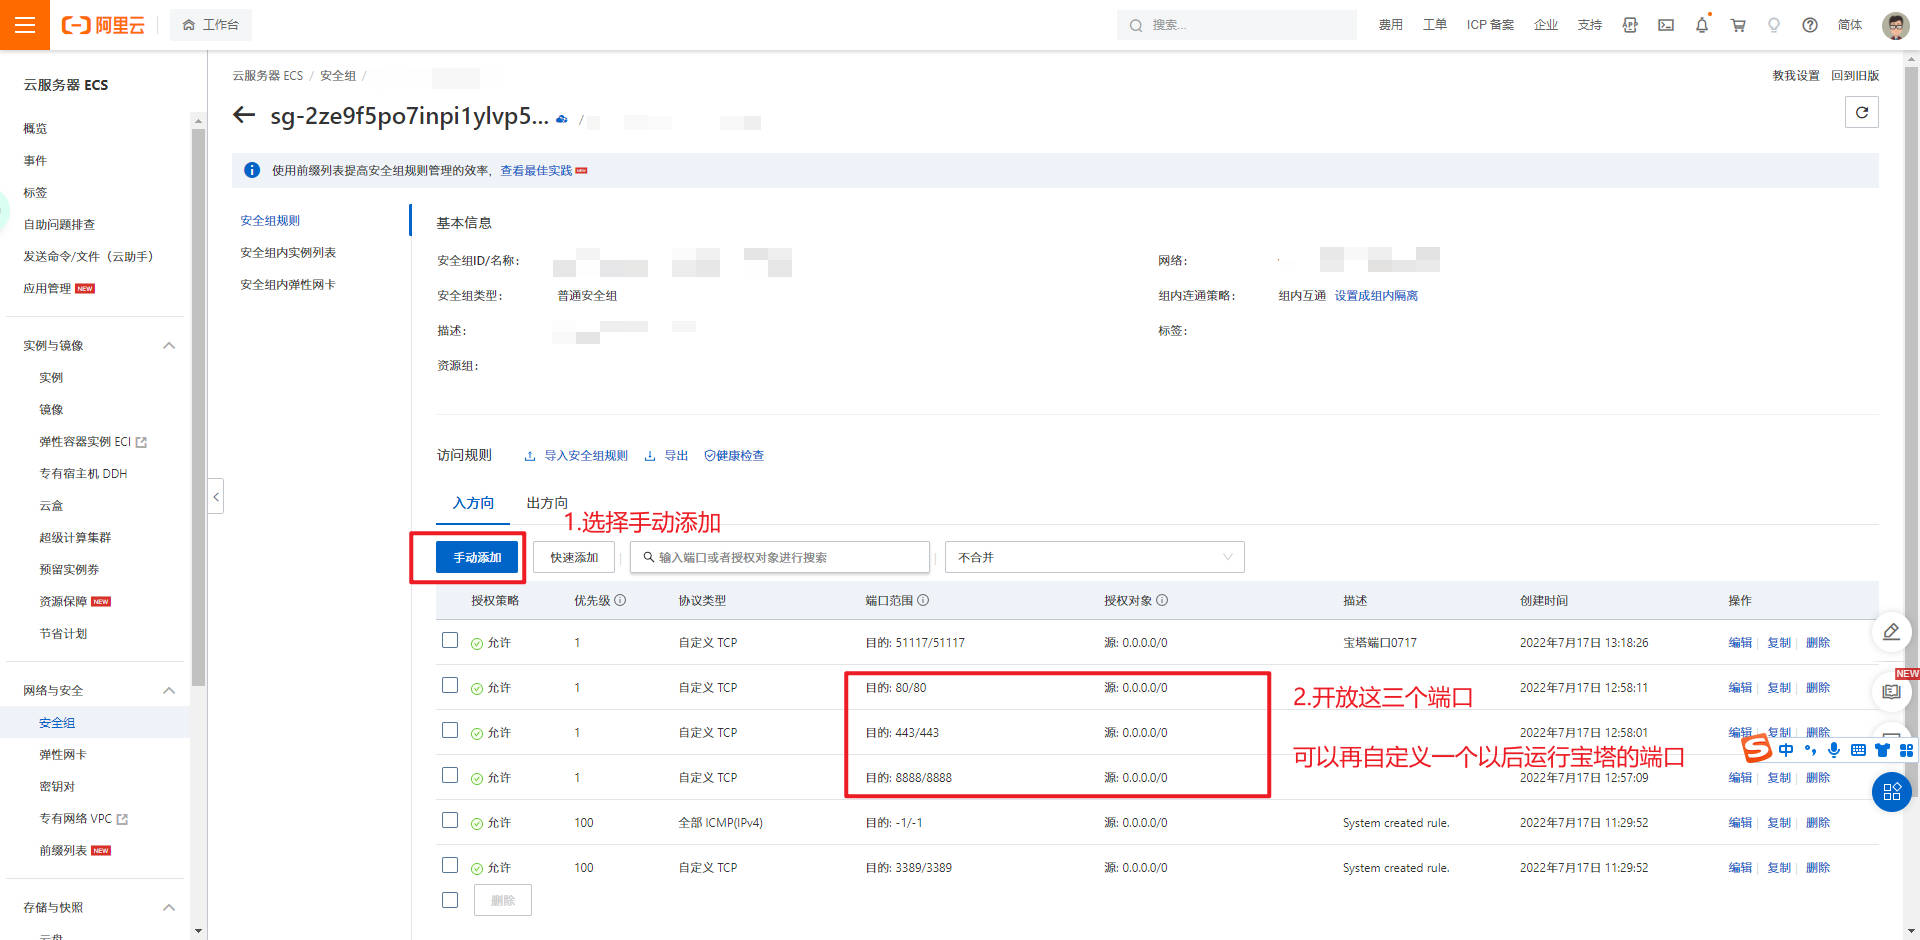 阿里云
工作台
搜索...
费用 工单 ICP 备案 企业 支持 简体
云服务器 ECS
概览
事件
标签
自助问题排查
发送命令/文件（云助手）
应用管理 NEW
实例与镜像
实例
镜像
弹性容器实例 ECI
专有宿主机 DDH
云盒
超级计算集群
预留实例券
资源保障 NEW
节省计划
网络与安全
安全组
弹性网卡
密钥对
专有网络 VPC
前缀列表 NEW
存储与快照
云盘
云服务器 ECS / 安全组 /
教我设置 回到旧版
sg-2ze9f5po7inpi1ylvp5... /
使用前缀列表提高安全组规则管理的效率，查看最佳实践
安全组规则
安全组内实例列表
安全组内弹性网卡
基本信息
安全组ID/名称：
网络：
安全组类型： 普通安全组
组内连通策略： 组内互通 设置成组内隔离
描述：
标签：
资源组：
访问规则 导入安全组规则 导出 健康检查
入方向 出方向
1.选择手动添加
手动添加 快速添加 输入端口或者授权对象进行搜索 不合并
授权策略 优先级 协议类型 端口范围 授权对象 描述 创建时间 操作
允许 1 自定义 TCP 目的: 51117/51117 源: 0.0.0.0/0 宝塔端口0717 2022年7月17日 13:18:26 编辑 复制 删除
允许 1 自定义 TCP 目的: 80/80 源: 0.0.0.0/0 2022年7月17日 12:58:11 编辑 复制 删除
2.开放这三个端口
允许 1 自定义 TCP 目的: 443/443 源: 0.0.0.0/0 2022年7月17日 12:58:01 编辑 复制 删除
可以再自定义一个以后运行宝塔的端口
允许 1 自定义 TCP 目的: 8888/8888 源: 0.0.0.0/0 2022年7月17日 12:57:09 编辑 复制 删除
允许 100 全部 ICMP(IPv4) 目的: -1/-1 源: 0.0.0.0/0 System created rule. 2022年7月17日 11:29:52 编辑 复制 删除
允许 100 自定义 TCP 目的: 3389/3389 源: 0.0.0.0/0 System created rule. 2022年7月17日 11:29:52 编辑 复制 删除
删除
NEW
中